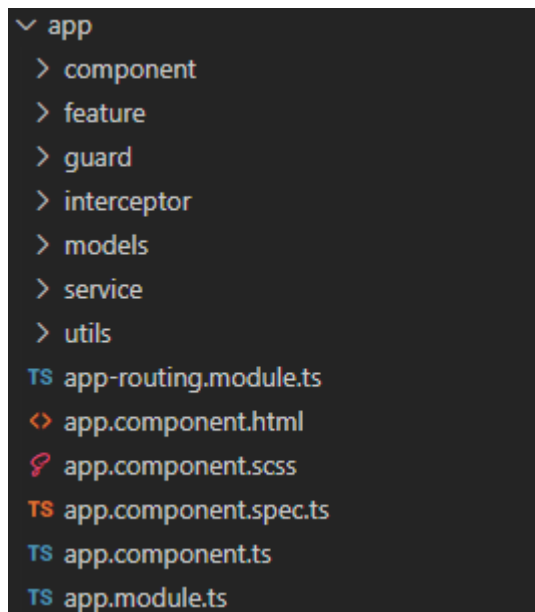 app
component
feature
guard
interceptor
models
service
utils
TS app-routing.module.ts
<> app.component.html
app.component.scss
TS app.component.spec.ts
TS app.component.ts
TS app.module.ts